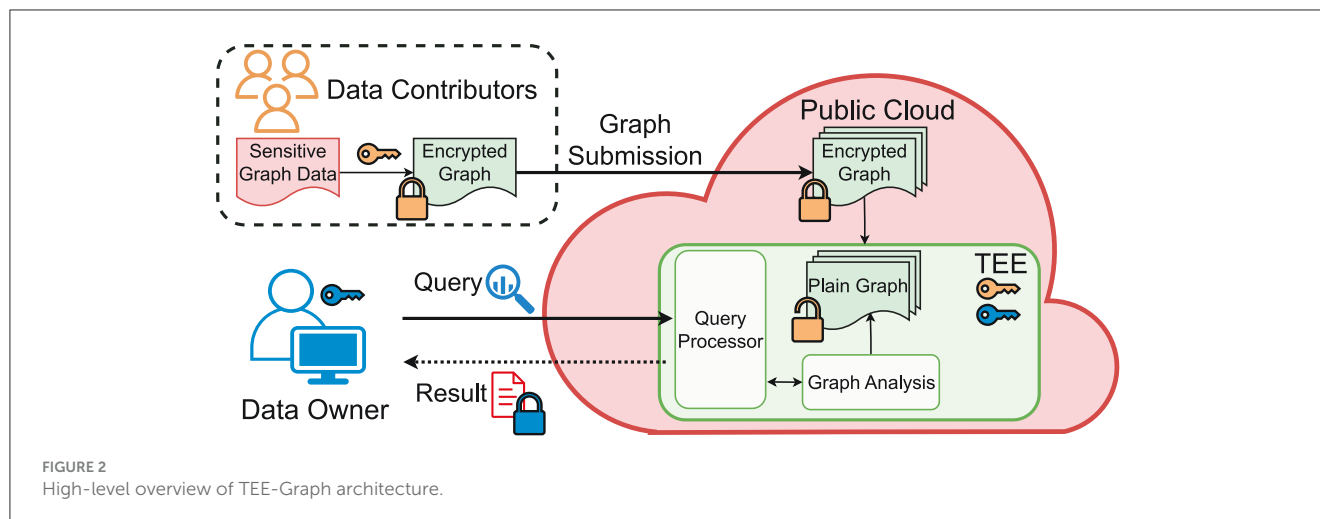 Data Contributors
Sensitive
Graph Data
Encrypted
Graph
Graph
Submission
Public Cloud
Encrypted
Graph
Query
Result
Data Owner
TEE
Plain Graph
Query
Processor
Graph Analysis
FIGURE 2
High-level overview of TEE-Graph architecture.